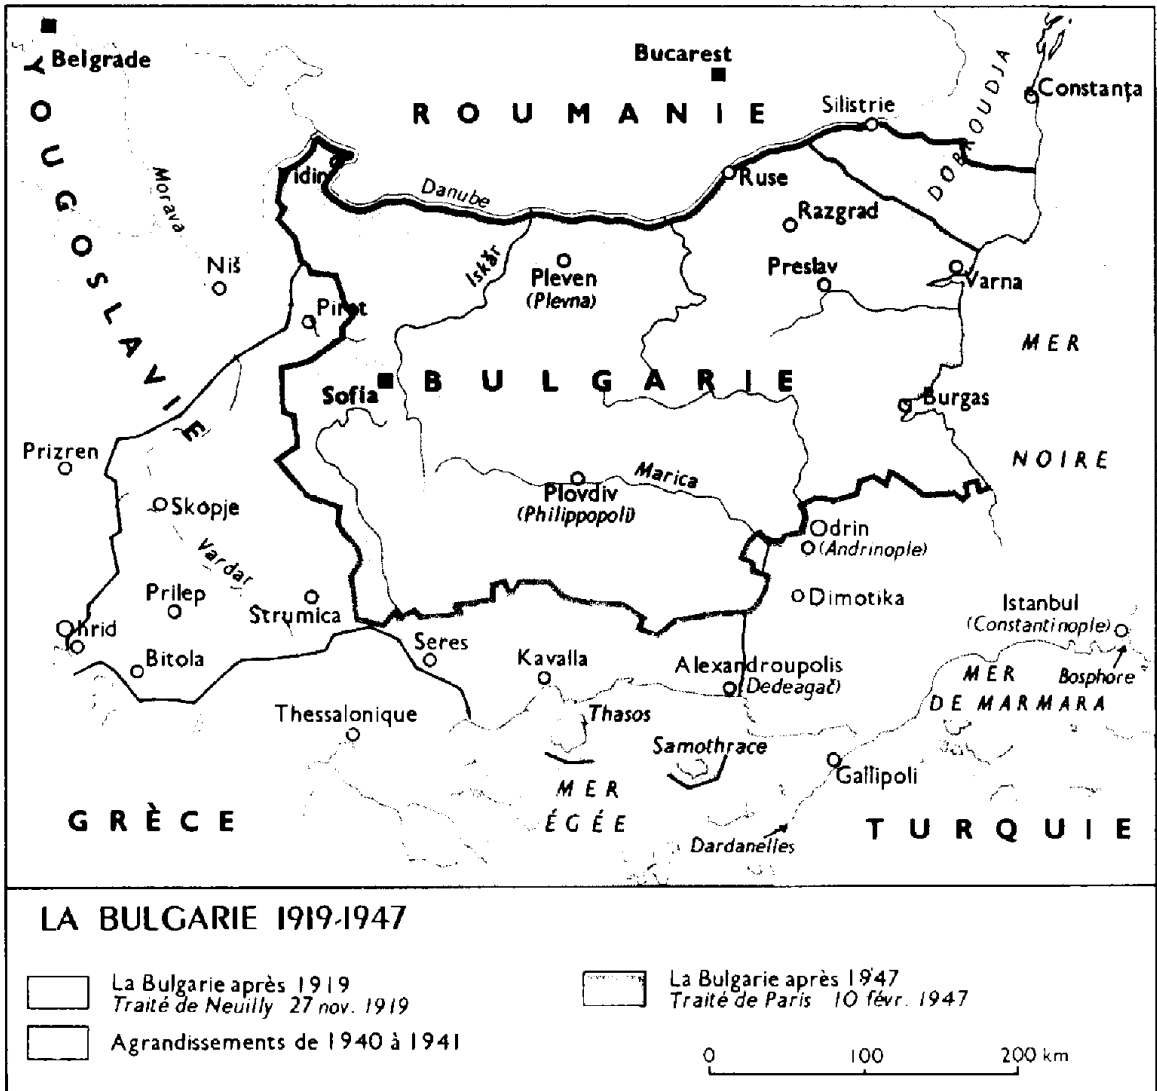 Belgrade
YOUGOSLAVIE
Bucarest
ROUMANIE
Silistrie
DOBROUDJA
Constanța
Vidin
Morava
Danube
Ruse
Razgrad
Niš
Iskăr
Pleven
(Plevna)
Preslav
Varna
Pirot
MER
NOIRE
Sofia
BULGARIE
Burgas
Prizren
Marica
Plovdiv
(Philippopoli)
Skopje
Odrin
(Andrinople)
Vardar
Prilep
Strumica
Dimotika
Istanbul
(Constantinople)
Ohrid
Bitola
Seres
Kavalla
Alexandroupolis
(Dedeagač)
MER
DE MARMARA
Bosphore
Thessalonique
Thasos
Samothrace
MER
ÉGÉE
Gallipoli
GRÈCE
TURQUIE
Dardanelles
LA BULGARIE 1919-1947
La Bulgarie après 1919
Traité de Neuilly 27 nov. 1919
Agrandissements de 1940 à 1941
La Bulgarie après 1947
Traité de Paris 10 févr. 1947
0 100 200 km